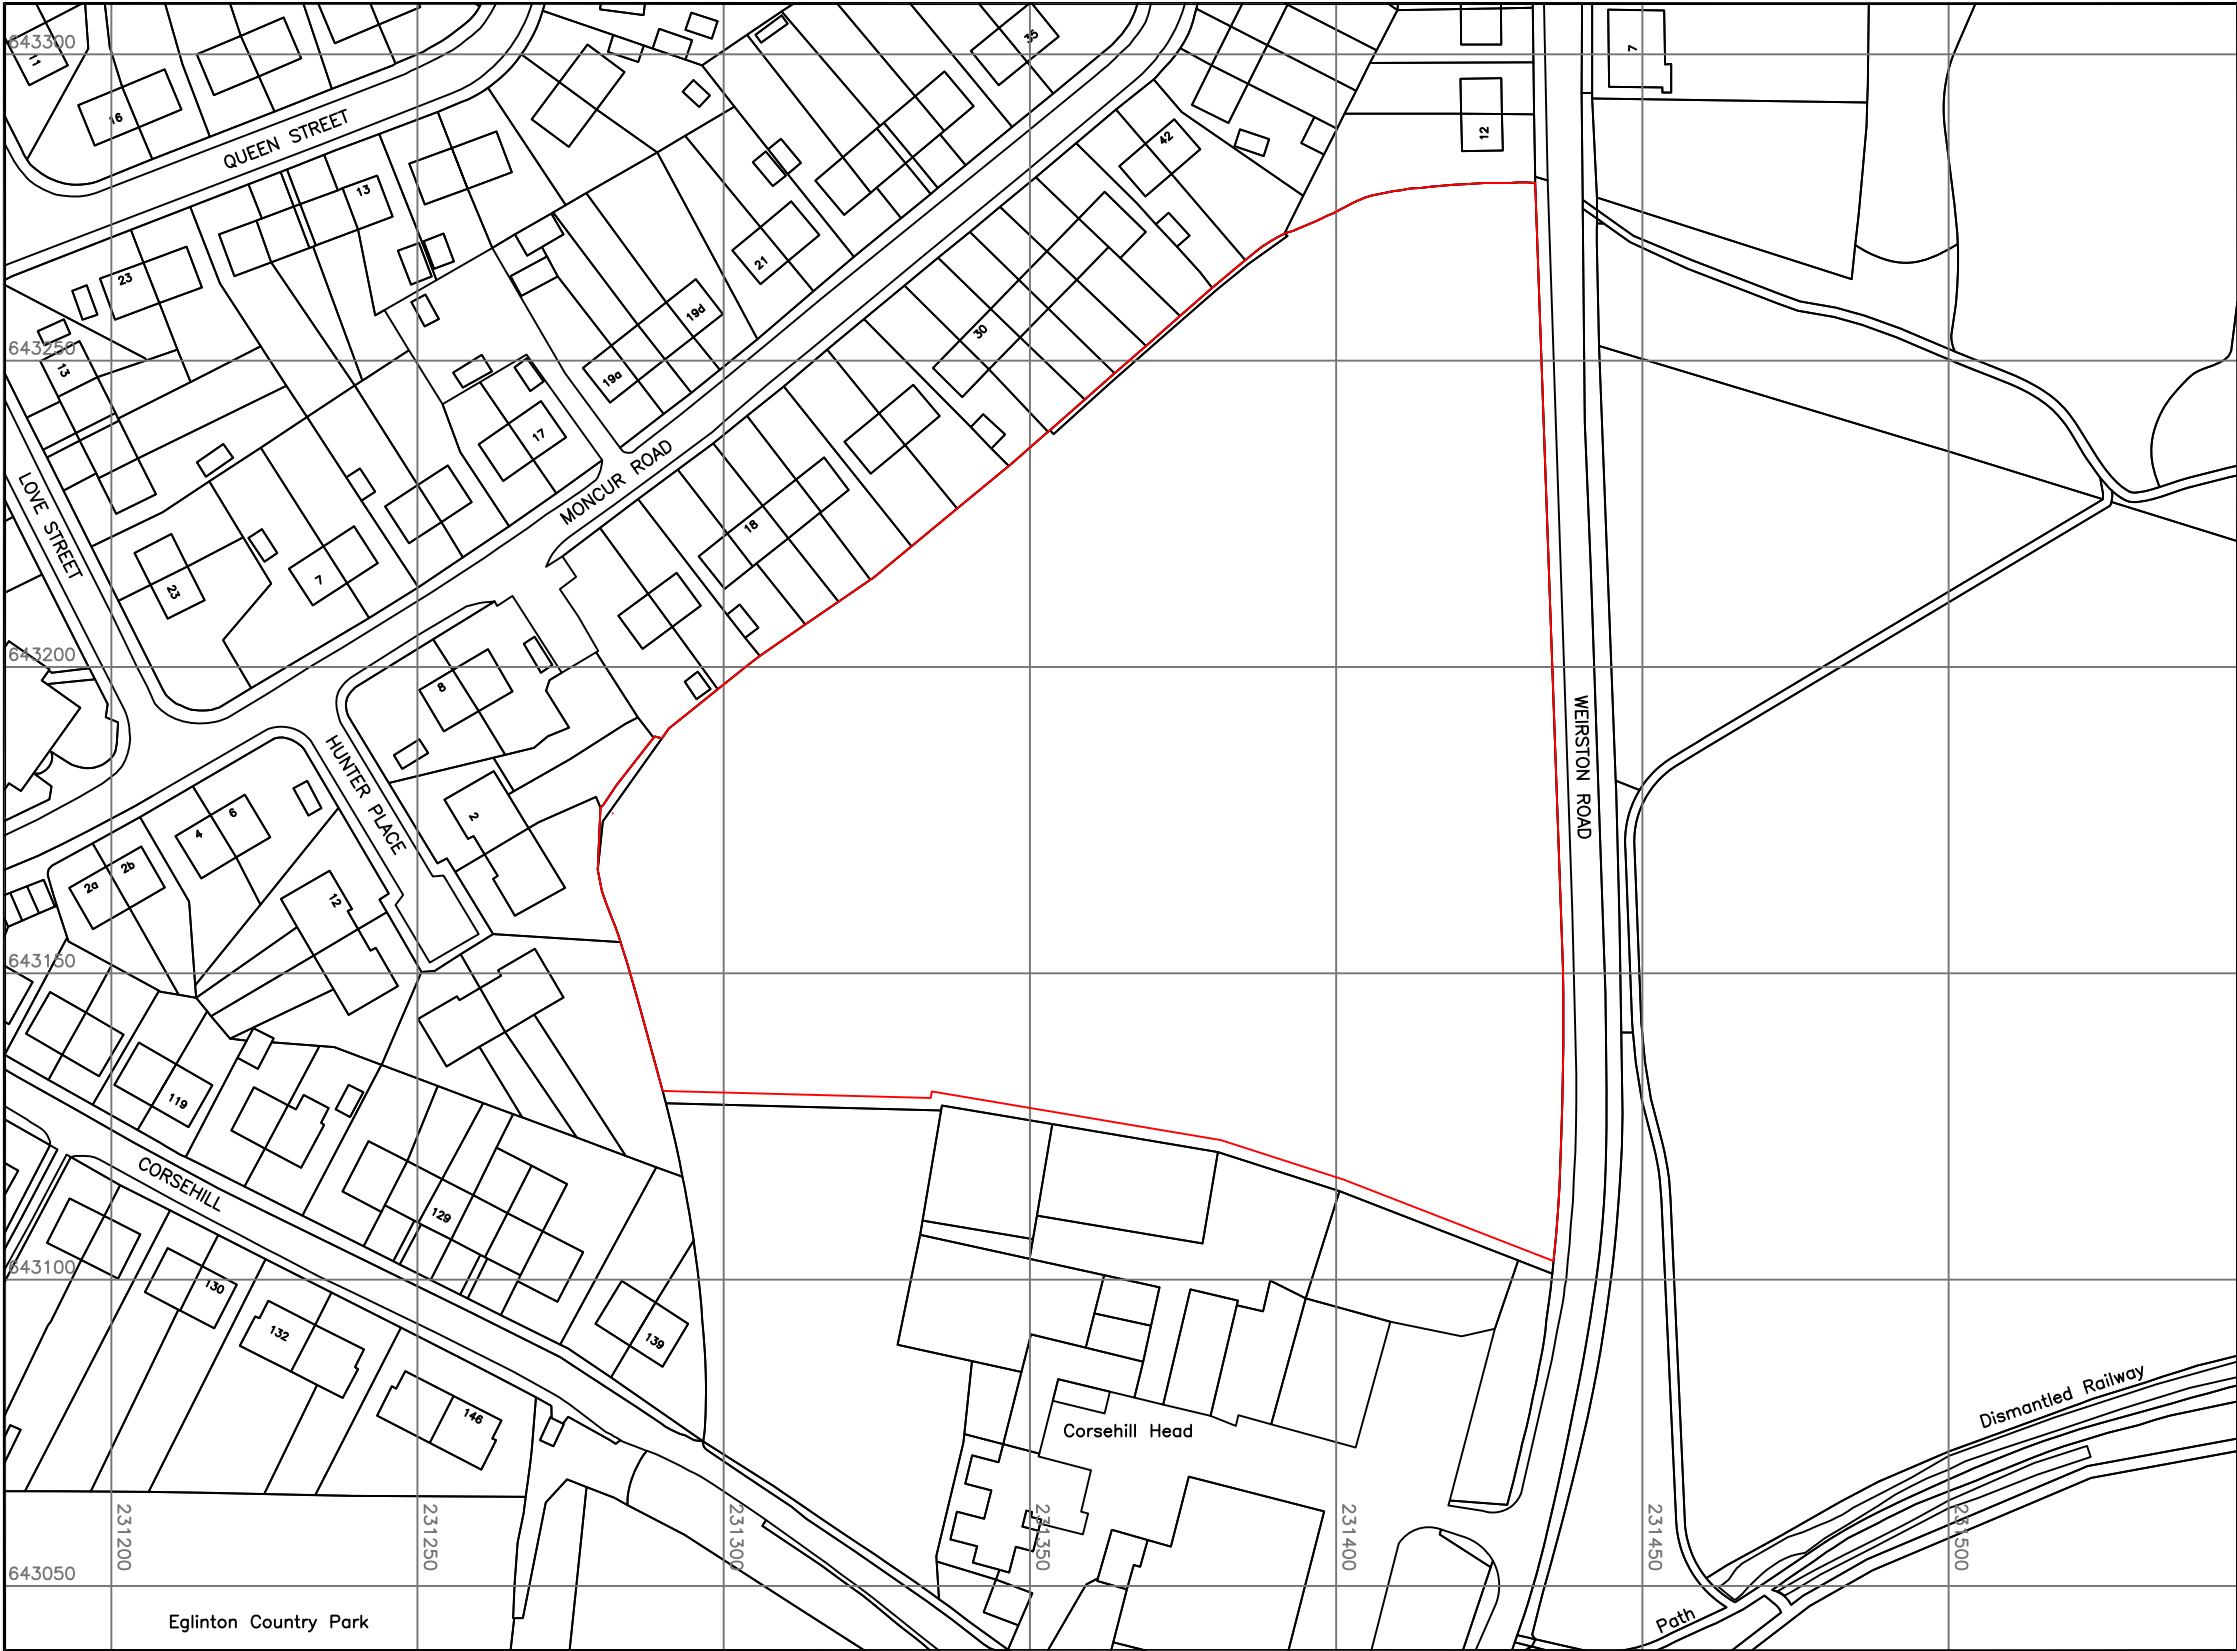 643300
11
16
QUEEN STREET
13
35
42
7
12
23
21
19d
19a
30
643250
13
17
LOVE STREET
MONCUR ROAD
18
23
7
643200
8
WEIRSTON ROAD
HUNTER PLACE
2
4
6
2a
2b
12
643150
119
CORSEHILL
129
643100
130
132
139
146
Corsehill Head
Dismantled Railway
231200
231250
231300
231350
231400
231450
231500
643050
Eglinton Country Park
Path